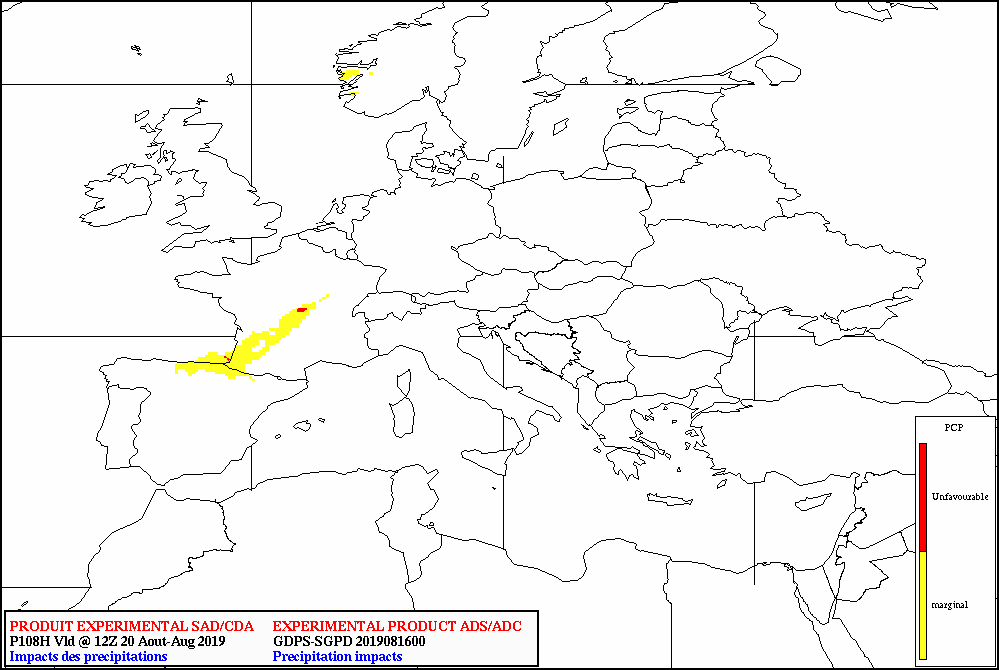 PCP
Unfavourable
marginal
PRODUIT EXPERIMENTAL SAD/CDA EXPERIMENTAL PRODUCT ADS/ADC
P108H Vld @ 12Z 20 Aout-Aug 2019 GDPS-SGPD 2019081600
Impacts des precipitations Precipitation impacts